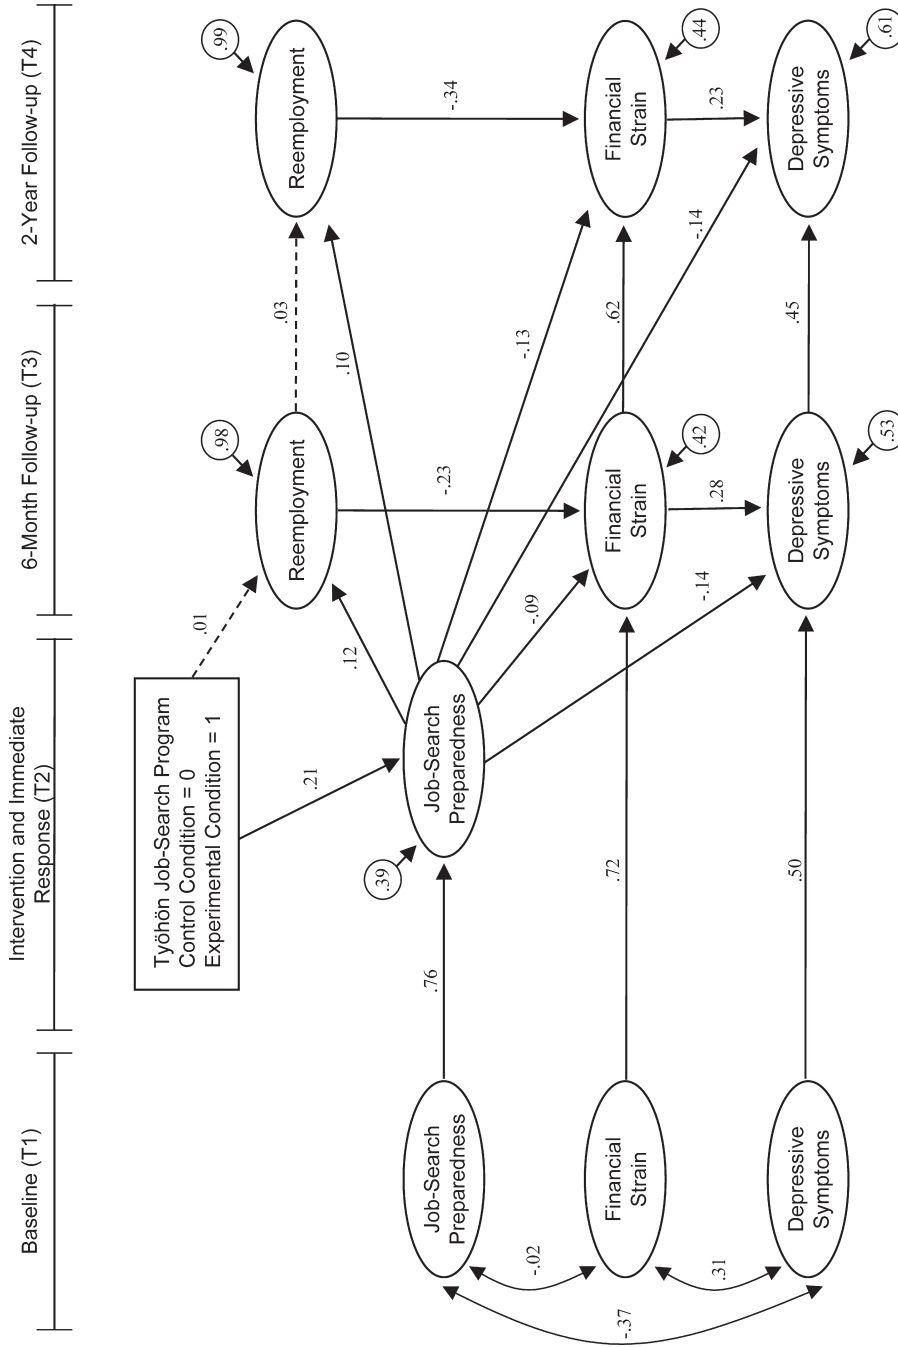 Baseline (T1)
Intervention and Immediate
Response (T2)
6-Month Follow-up (T3)
2-Year Follow-up (T4)
Työhön Job-Search Program
Control Condition = 0
Experimental Condition = 1
.01
.21
.98
Reemployment
.03
.99
Reemployment
.12
.10
-.23
-.34
Job-Search
Preparedness
.76
.39
Job-Search
Preparedness
-.09
-.13
-.14
-.14
-.02
Financial
Strain
.72
.42
Financial
Strain
.62
.44
Financial
Strain
.31
-.37
.28
.23
Depressive
Symptoms
.50
.53
Depressive
Symptoms
.45
.61
Depressive
Symptoms